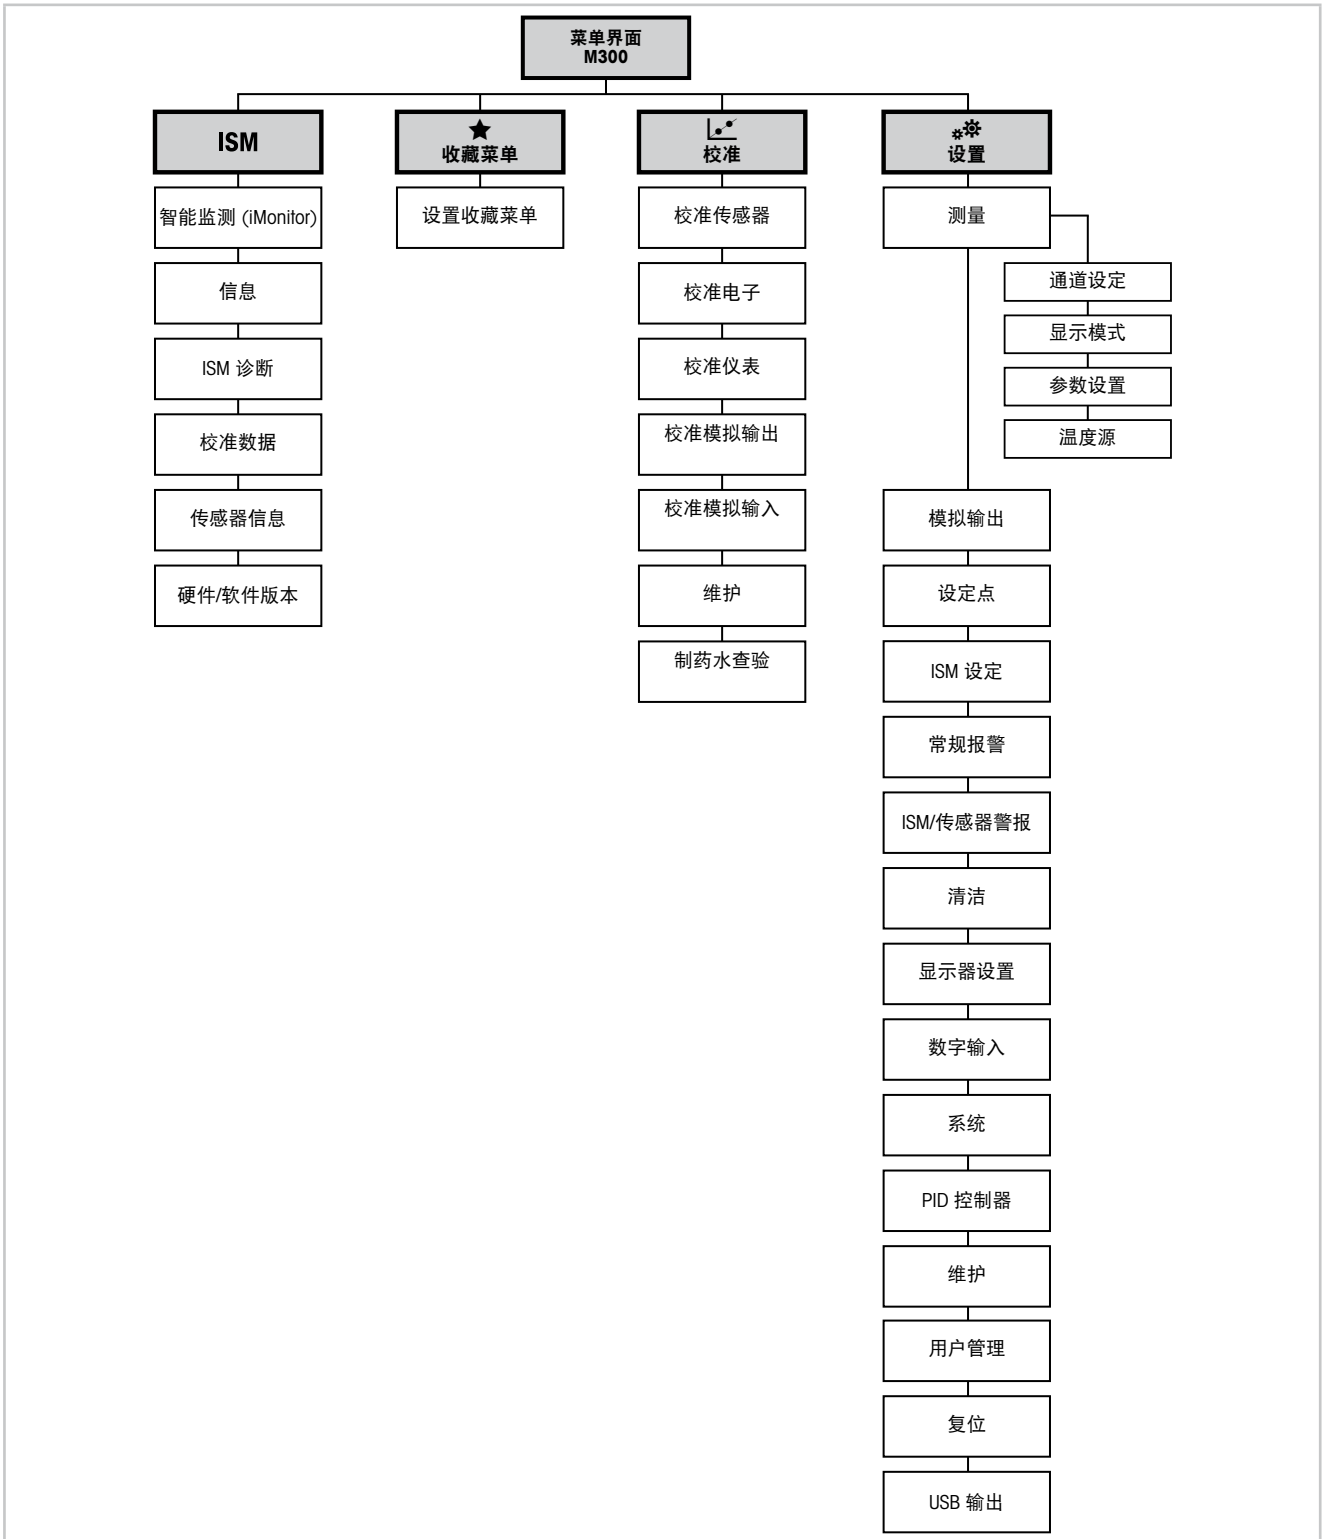 菜单界面
M300
ISM
收藏菜单
校准
设置
智能监测 (iMonitor)
信息
ISM 诊断
校准数据
传感器信息
硬件/软件版本
设置收藏菜单
校准传感器
校准电子
校准仪表
校准模拟输出
校准模拟输入
维护
制药水查验
测量
通道设定
显示模式
参数设置
温度源
模拟输出
设定点
ISM 设定
常规报警
ISM/传感器警报
清洁
显示器设置
数字输入
系统
PID 控制器
维护
用户管理
复位
USB 输出